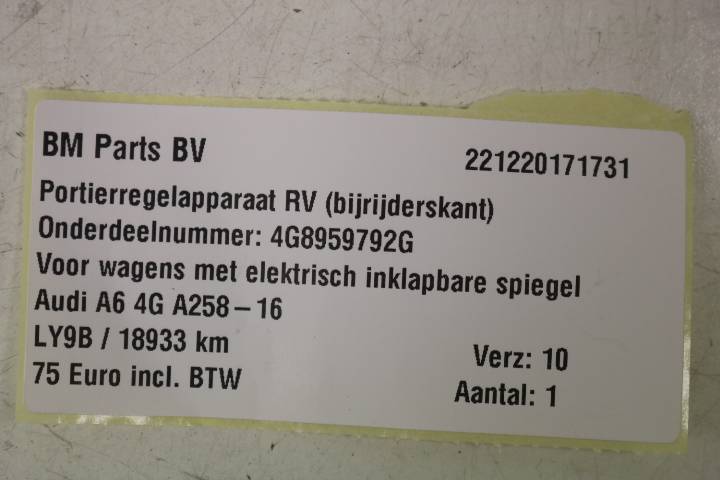 BM Parts BV 221220171731
Portierregelapparaat RV (bijrijderskant)
Onderdeelnummer: 4G8959792G
Voor wagens met elektrisch inklapbare spiegel
Audi A6 4G A258-16
LY9B / 18933 km Verz: 10
75 Euro incl. BTW Aantal: 1